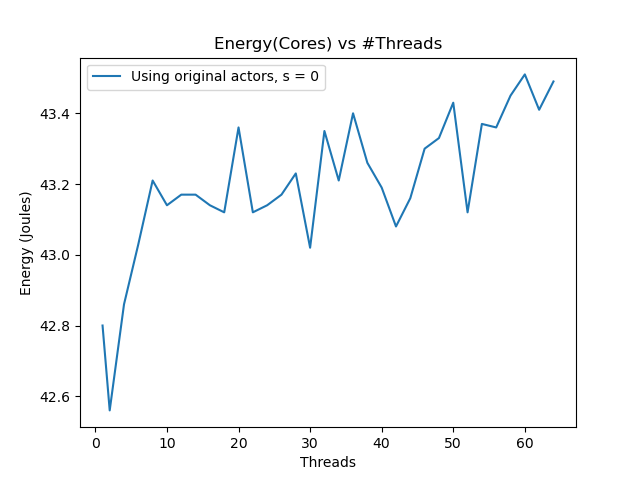 Energy(Cores) vs #Threads
Using original actors, s = 0
43.4
43.2
43.0
42.8
42.6
Energy (Joules)
0 10 20 30 40 50 60
Threads